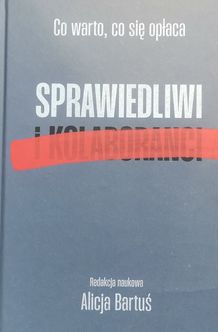 Co warto, co się opłaca
SPRAWIEDLIWI
I KOLABORANCI
Redakcja naukowa
Alicja Bartuś